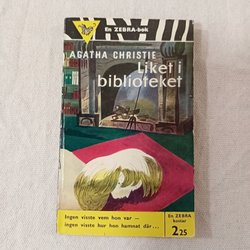 En ZEBRA-bok
AGATHA CHRISTIE
Liket i
biblioteket
Ingen visste vem hon var —
ingen visste hur hon hamnat där...
En ZEBRA
kostar
2.25